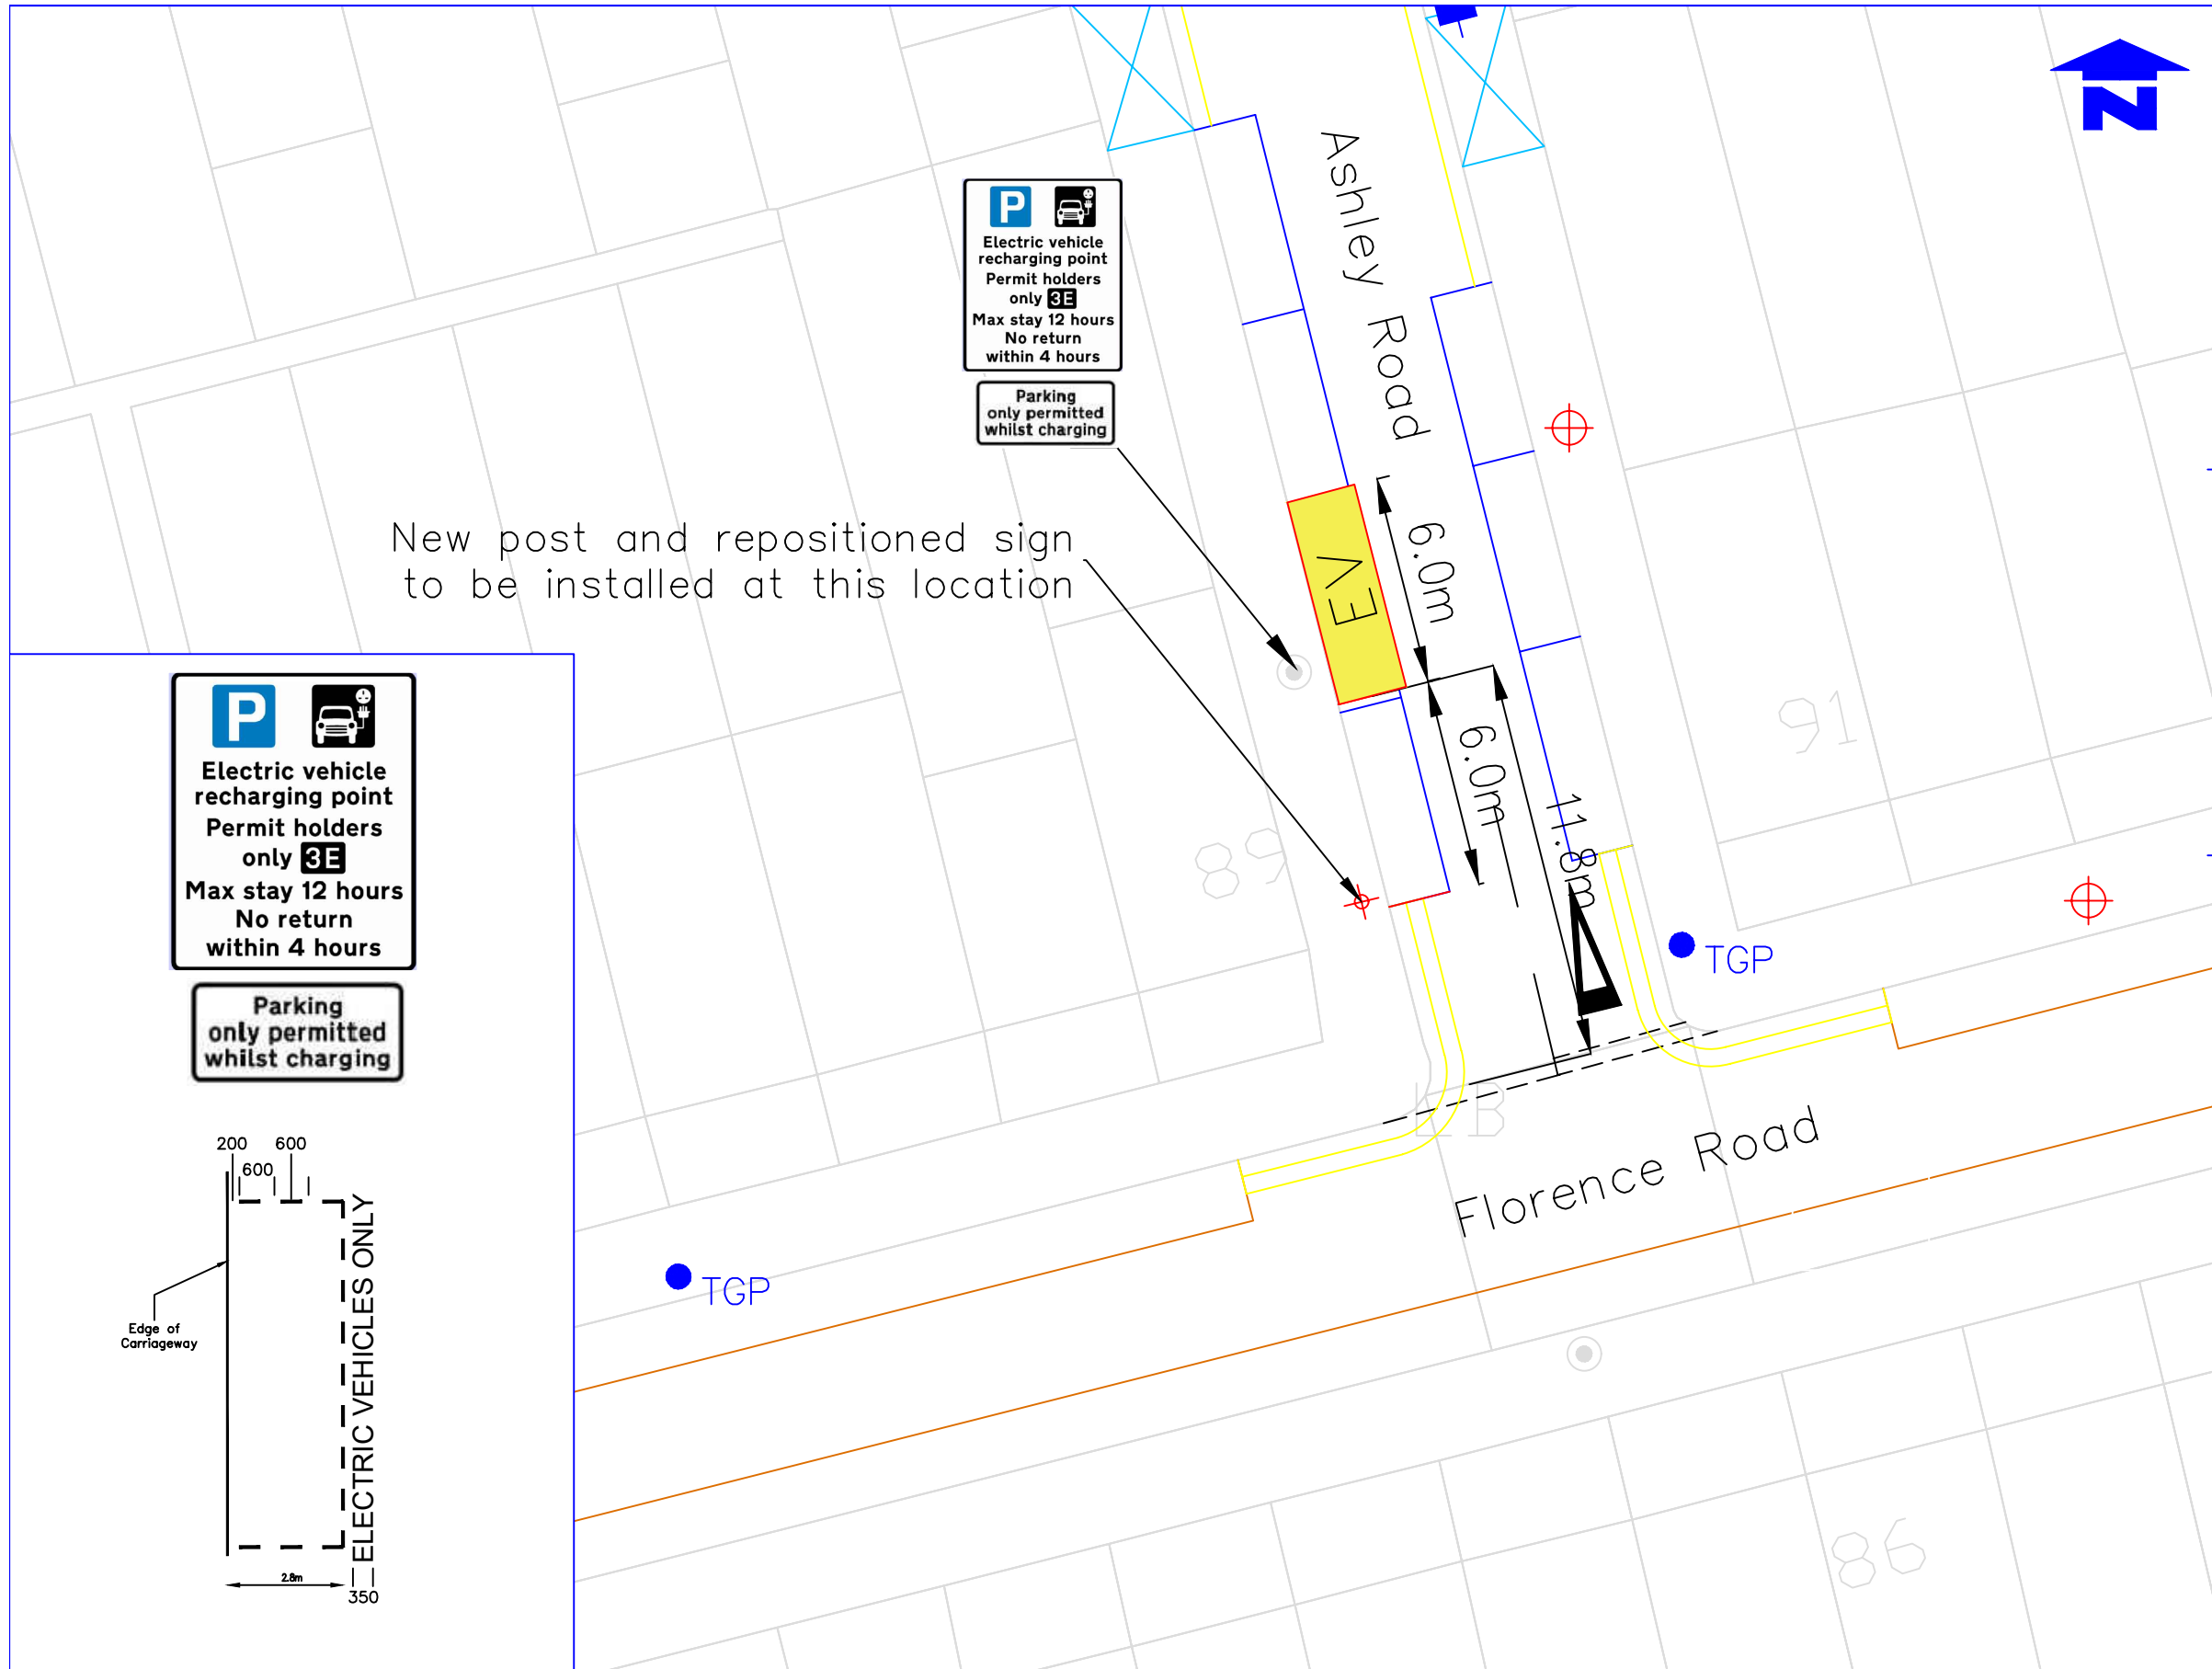 N
Ashley Road
P
Electric vehicle
recharging point
Permit holders
only 3E
Max stay 12 hours
No return
within 4 hours
Parking
only permitted
whilst charging
New post and repositioned sign
to be installed at this location
EV
6.0m
6.0m
11.8m
91
89
TGP
LB
Florence Road
TGP
86
P
Electric vehicle
recharging point
Permit holders
only 3E
Max stay 12 hours
No return
within 4 hours
Parking
only permitted
whilst charging
200
600
600
ELECTRIC VEHICLES ONLY
Edge of
Carriageway
2.8m
350